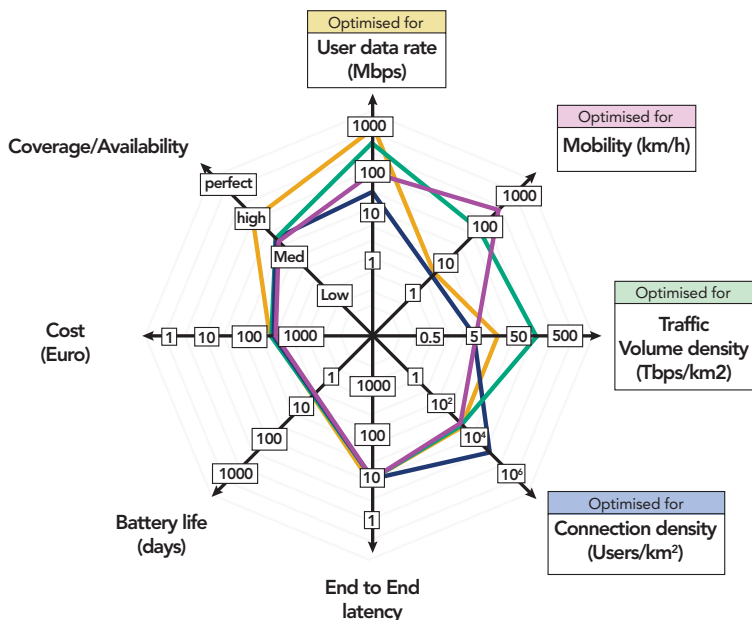 Optimised for
User data rate
(Mbps)
Optimised for
Mobility (km/h)
Coverage/Availability
1000
perfect
1000
100
high
100
10
Med
10
1
Low
1
Optimised for
Traffic
Volume density
(Tbps/km2)
Cost
(Euro)
1
10
100
1000
0.5
5
50
500
1
1000
1
10
10²
100
100
10⁴
1000
10
10⁶
1
Battery life
(days)
End to End
latency
Optimised for
Connection density
(Users/km²)